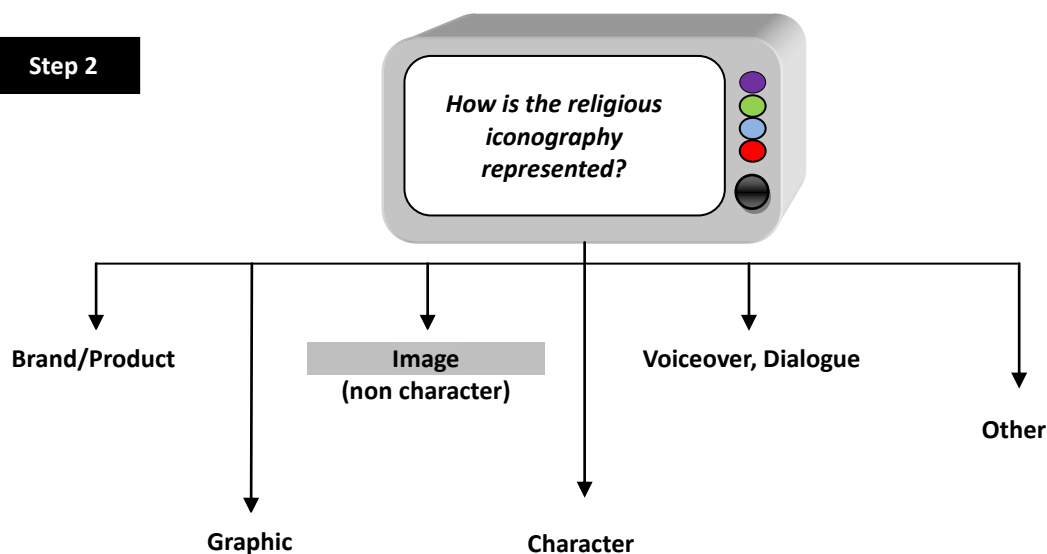 Step 2
How is the religious
iconography
represented?
Brand/Product
Image
(non character)
Voiceover, Dialogue
Other
Graphic
Character